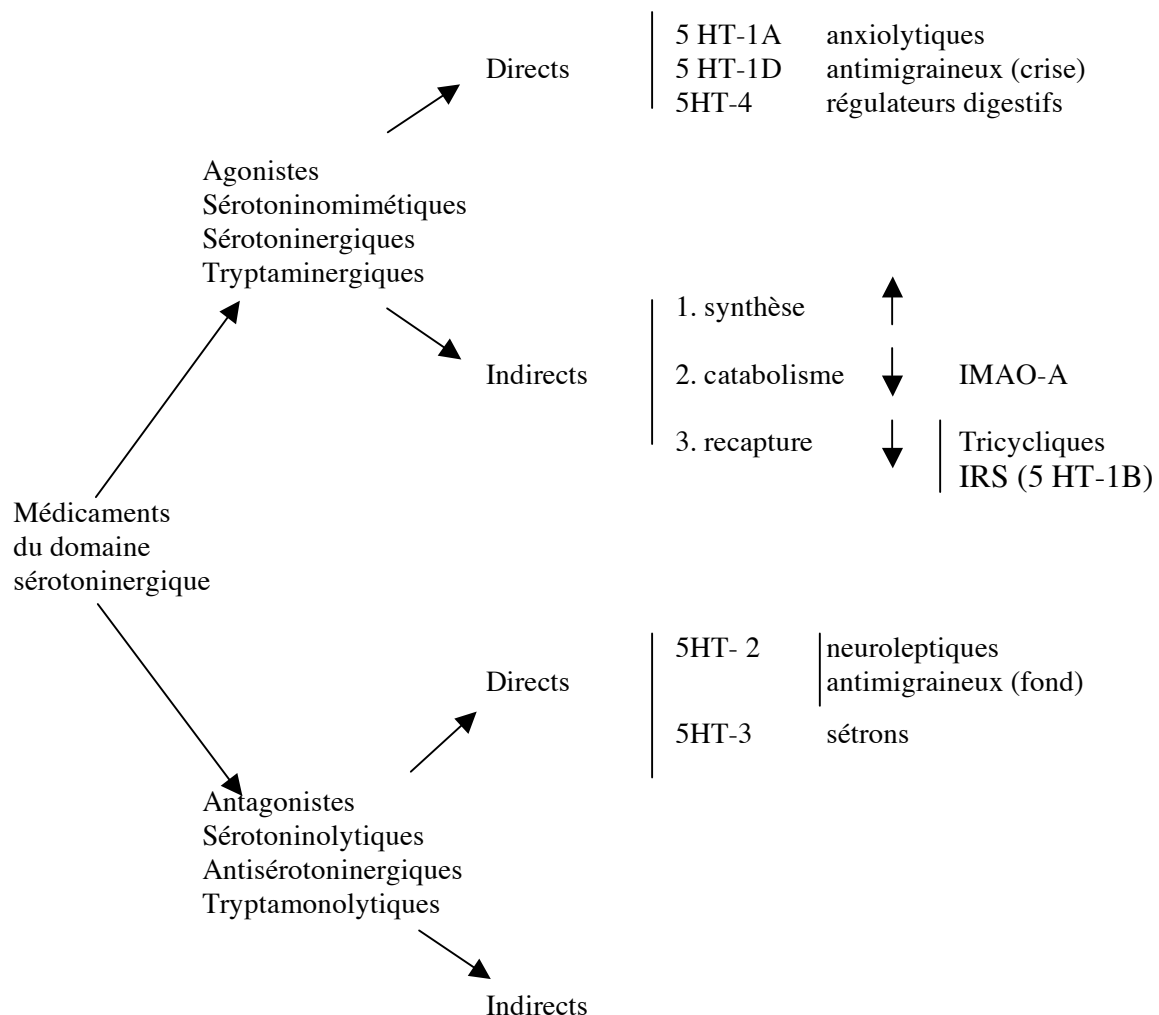 5 HT-1A anxiolytiques
Directs 5 HT-1D antimigraineux (crise)
5HT-4 régulateurs digestifs
Agonistes
Sérotoninomimétiques
Sérotoninergiques
Tryptaminergiques
1. synthèse
Indirects 2. catabolisme IMAO-A
3. recapture Tricycliques
IRS (5 HT-1B)
Médicaments
du domaine
sérotoninergique
5HT- 2 neuroleptiques
Directs antimigraineux (fond)
5HT-3 sétrons
Antagonistes
Sérotoninolytiques
Antisérotoninergiques
Tryptamonolytiques
Indirects